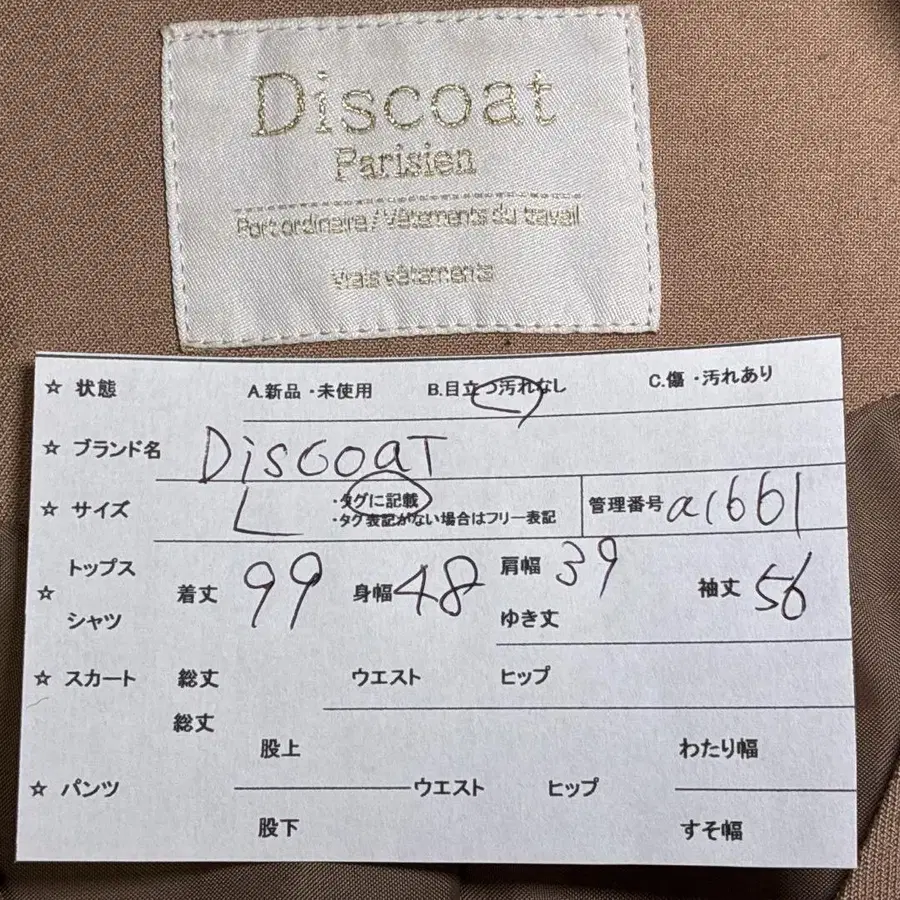 Discoat
Parisien
Port ordinaire / Vêtements du travail
Vrais vêtements
☆ 状態 A.新品・未使用 B.目立つ汚れなし C.傷・汚れあり
☆ ブランド名 DiscoaT
☆ サイズ L ・タグに記載 管理番号 a1661
・タグ表記がない場合はフリー表記
トップス 着丈 99 身幅 48 肩幅 39 袖丈 56
☆
シャツ ゆき丈
☆ スカート 総丈 ウエスト ヒップ
総丈
股上 わたり幅
☆ パンツ ウエスト ヒップ
股下 すそ幅